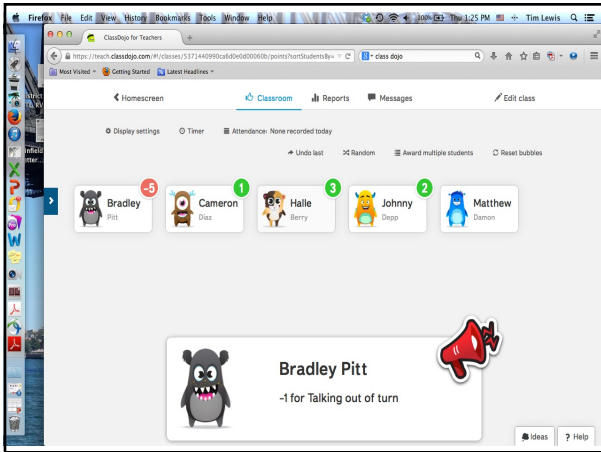 Firefox File Edit View History Bookmarks Tools Window Help 100% Thu 1:25 PM Tim Lewis
ClassDojo for Teachers
https://teach.classdojo.com/#!/classes/5371440990ca6d0e0d00060b/points?sortStudentsBy= class dojo
Most Visited Getting Started Latest Headlines
Homescreen Classroom Reports Messages Edit class
Display settings Timer Attendance: None recorded today
Undo last Random Award multiple students Reset bubbles
-5 1 3 2
Bradley Cameron Halle Johnny Matthew
Pitt Diaz Berry Depp Damon
Bradley Pitt
-1 for Talking out of turn
Ideas ? Help